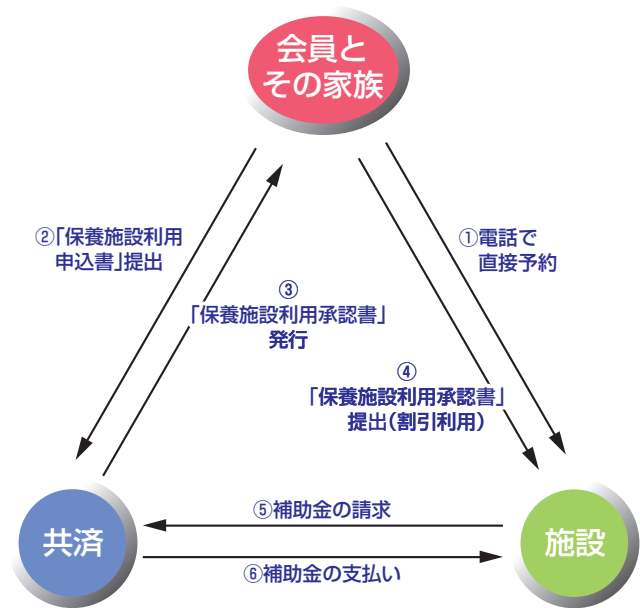 会員と
その家族
②「保養施設利用
申込書」提出
①電話で
直接予約
③
「保養施設利用承認書」
発行
④
「保養施設利用承認書」
提出(割引利用)
共済
⑤補助金の請求
⑥補助金の支払い
施設